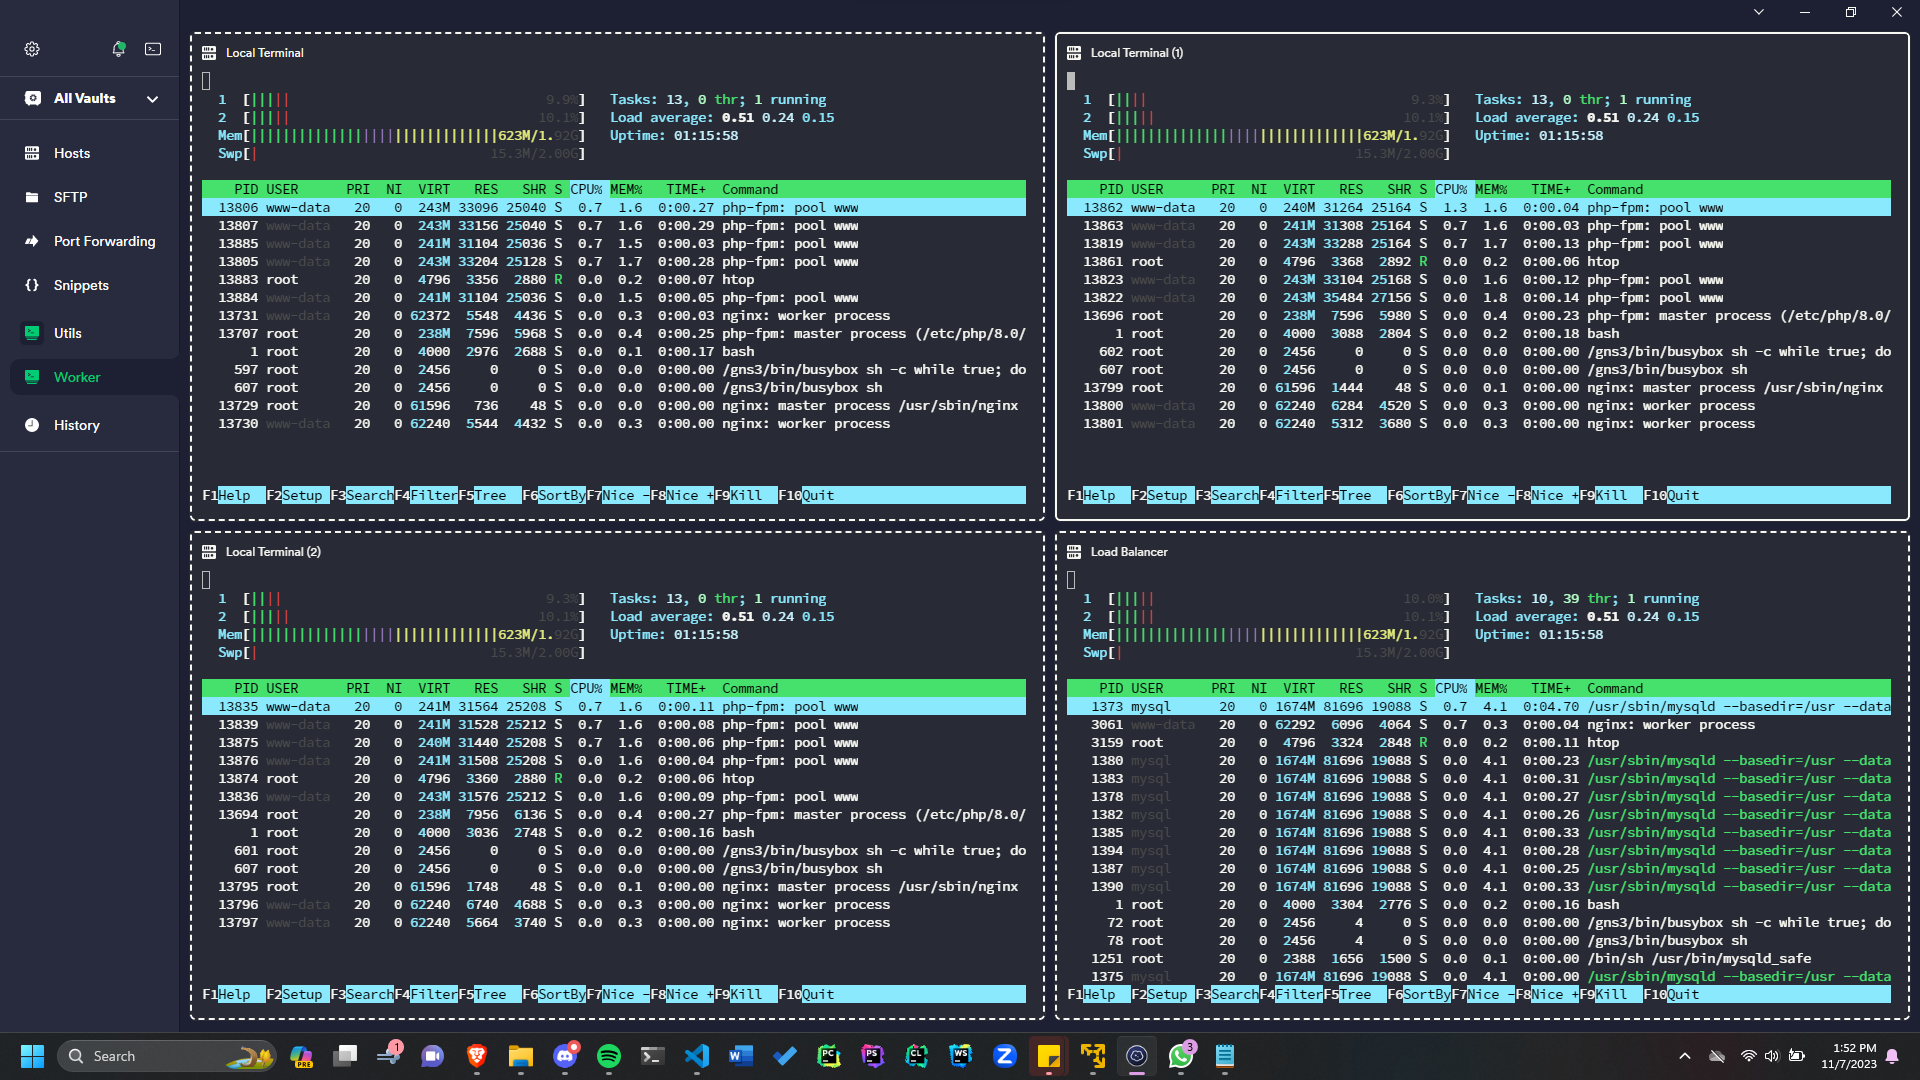 All Vaults
Hosts
SFTP
Port Forwarding
Snippets
Utils
Worker
History
Local Terminal
1 [||||| 9.9%] Tasks: 13, 0 thr; 1 running
2 [||||| 10.1%] Load average: 0.51 0.24 0.15
Mem[|||||||||||||||||||||||||||||||623M/1.92G] Uptime: 01:15:58
Swp[| 15.3M/2.00G]
PID USER PRI NI VIRT RES SHR S CPU% MEM% TIME+ Command
13806 www-data 20 0 243M 33096 25040 S 0.7 1.6 0:00.27 php-fpm: pool www
13807 www-data 20 0 243M 33156 25040 S 0.7 1.6 0:00.29 php-fpm: pool www
13885 www-data 20 0 241M 31104 25036 S 0.7 1.5 0:00.03 php-fpm: pool www
13805 www-data 20 0 243M 33204 25128 S 0.7 1.7 0:00.28 php-fpm: pool www
13883 root 20 0 4796 3356 2880 R 0.0 0.2 0:00.07 htop
13884 www-data 20 0 241M 31104 25036 S 0.0 1.5 0:00.05 php-fpm: pool www
13731 www-data 20 0 62372 5548 4436 S 0.0 0.3 0:00.03 nginx: worker process
13707 root 20 0 238M 7596 5968 S 0.0 0.4 0:00.25 php-fpm: master process (/etc/php/8.0/
1 root 20 0 4000 2976 2688 S 0.0 0.1 0:00.17 bash
597 root 20 0 2456 0 0 S 0.0 0.0 0:00.00 /gns3/bin/busybox sh -c while true; do
607 root 20 0 2456 0 0 S 0.0 0.0 0:00.00 /gns3/bin/busybox sh
13729 root 20 0 61596 736 48 S 0.0 0.0 0:00.00 nginx: master process /usr/sbin/nginx
13730 www-data 20 0 62240 5544 4432 S 0.0 0.3 0:00.00 nginx: worker process
F1Help F2Setup F3SearchF4FilterF5Tree F6SortByF7Nice -F8Nice +F9Kill F10Quit
Local Terminal (1)
1 [|||| 9.3%] Tasks: 13, 0 thr; 1 running
2 [||||| 10.1%] Load average: 0.51 0.24 0.15
Mem[|||||||||||||||||||||||||||||||623M/1.92G] Uptime: 01:15:58
Swp[| 15.3M/2.00G]
PID USER PRI NI VIRT RES SHR S CPU% MEM% TIME+ Command
13862 www-data 20 0 240M 31264 25164 S 1.3 1.6 0:00.04 php-fpm: pool www
13863 www-data 20 0 241M 31308 25164 S 0.7 1.6 0:00.03 php-fpm: pool www
13819 www-data 20 0 243M 33288 25164 S 0.7 1.7 0:00.13 php-fpm: pool www
13861 root 20 0 4796 3368 2892 R 0.0 0.2 0:00.06 htop
13823 www-data 20 0 243M 33104 25168 S 0.0 1.6 0:00.12 php-fpm: pool www
13822 www-data 20 0 243M 35484 27156 S 0.0 1.8 0:00.14 php-fpm: pool www
13696 root 20 0 238M 7596 5980 S 0.0 0.4 0:00.23 php-fpm: master process (/etc/php/8.0/
1 root 20 0 4000 3088 2804 S 0.0 0.2 0:00.18 bash
602 root 20 0 2456 0 0 S 0.0 0.0 0:00.00 /gns3/bin/busybox sh -c while true; do
607 root 20 0 2456 0 0 S 0.0 0.0 0:00.00 /gns3/bin/busybox sh
13799 root 20 0 61596 1444 48 S 0.0 0.1 0:00.00 nginx: master process /usr/sbin/nginx
13800 www-data 20 0 62240 6284 4520 S 0.0 0.3 0:00.00 nginx: worker process
13801 www-data 20 0 62240 5312 3680 S 0.0 0.3 0:00.00 nginx: worker process
F1Help F2Setup F3SearchF4FilterF5Tree F6SortByF7Nice -F8Nice +F9Kill F10Quit
Local Terminal (2)
1 [|||| 9.3%] Tasks: 13, 0 thr; 1 running
2 [||||| 10.1%] Load average: 0.51 0.24 0.15
Mem[|||||||||||||||||||||||||||||||623M/1.92G] Uptime: 01:15:58
Swp[| 15.3M/2.00G]
PID USER PRI NI VIRT RES SHR S CPU% MEM% TIME+ Command
13835 www-data 20 0 241M 31564 25208 S 0.7 1.6 0:00.11 php-fpm: pool www
13839 www-data 20 0 241M 31528 25212 S 0.7 1.6 0:00.08 php-fpm: pool www
13875 www-data 20 0 240M 31440 25208 S 0.7 1.6 0:00.06 php-fpm: pool www
13876 www-data 20 0 241M 31508 25208 S 0.7 1.6 0:00.04 php-fpm: pool www
13874 root 20 0 4796 3360 2880 R 0.0 0.2 0:00.06 htop
13836 www-data 20 0 243M 31576 25212 S 0.0 1.6 0:00.09 php-fpm: pool www
13694 root 20 0 238M 7956 6136 S 0.0 0.4 0:00.27 php-fpm: master process (/etc/php/8.0/
1 root 20 0 4000 3036 2748 S 0.0 0.2 0:00.16 bash
601 root 20 0 2456 0 0 S 0.0 0.0 0:00.00 /gns3/bin/busybox sh -c while true; do
607 root 20 0 2456 0 0 S 0.0 0.0 0:00.00 /gns3/bin/busybox sh
13795 root 20 0 61596 1748 48 S 0.0 0.1 0:00.00 nginx: master process /usr/sbin/nginx
13796 www-data 20 0 62240 6740 4688 S 0.0 0.3 0:00.00 nginx: worker process
13797 www-data 20 0 62240 5664 3740 S 0.0 0.3 0:00.00 nginx: worker process
F1Help F2Setup F3SearchF4FilterF5Tree F6SortByF7Nice -F8Nice +F9Kill F10Quit
Load Balancer
1 [||||| 10.0%] Tasks: 10, 39 thr; 1 running
2 [||||| 10.1%] Load average: 0.51 0.24 0.15
Mem[|||||||||||||||||||||||||||||||623M/1.92G] Uptime: 01:15:58
Swp[| 15.3M/2.00G]
PID USER PRI NI VIRT RES SHR S CPU% MEM% TIME+ Command
1373 mysql 20 0 1674M 81696 19088 S 0.7 4.1 0:04.70 /usr/sbin/mysqld --basedir=/usr --data
3061 www-data 20 0 62292 6096 4064 S 0.7 0.3 0:00.04 nginx: worker process
3159 root 20 0 4796 3324 2848 R 0.0 0.2 0:00.11 htop
1380 mysql 20 0 1674M 81696 19088 S 0.0 4.1 0:00.23 /usr/sbin/mysqld --basedir=/usr --data
1383 mysql 20 0 1674M 81696 19088 S 0.0 4.1 0:00.31 /usr/sbin/mysqld --basedir=/usr --data
1378 mysql 20 0 1674M 81696 19088 S 0.0 4.1 0:00.27 /usr/sbin/mysqld --basedir=/usr --data
1382 mysql 20 0 1674M 81696 19088 S 0.0 4.1 0:00.26 /usr/sbin/mysqld --basedir=/usr --data
1385 mysql 20 0 1674M 81696 19088 S 0.0 4.1 0:00.33 /usr/sbin/mysqld --basedir=/usr --data
1394 mysql 20 0 1674M 81696 19088 S 0.0 4.1 0:00.28 /usr/sbin/mysqld --basedir=/usr --data
1387 mysql 20 0 1674M 81696 19088 S 0.0 4.1 0:00.25 /usr/sbin/mysqld --basedir=/usr --data
1390 mysql 20 0 1674M 81696 19088 S 0.0 4.1 0:00.33 /usr/sbin/mysqld --basedir=/usr --data
1 root 20 0 4000 3304 2776 S 0.0 0.2 0:00.16 bash
72 root 20 0 2456 4 0 S 0.0 0.0 0:00.00 /gns3/bin/busybox sh -c while true; do
78 root 20 0 2456 4 0 S 0.0 0.0 0:00.00 /gns3/bin/busybox sh
1251 root 20 0 2388 1656 1500 S 0.0 0.1 0:00.00 /bin/sh /usr/bin/mysqld_safe
1375 mysql 20 0 1674M 81696 19088 S 0.0 4.1 0:00.00 /usr/sbin/mysqld --basedir=/usr --data
F1Help F2Setup F3SearchF4FilterF5Tree F6SortByF7Nice -F8Nice +F9Kill F10Quit
Search
PRE
1
W
PC
PS
CL
WS
Z
3
1:52 PM
11/7/2023